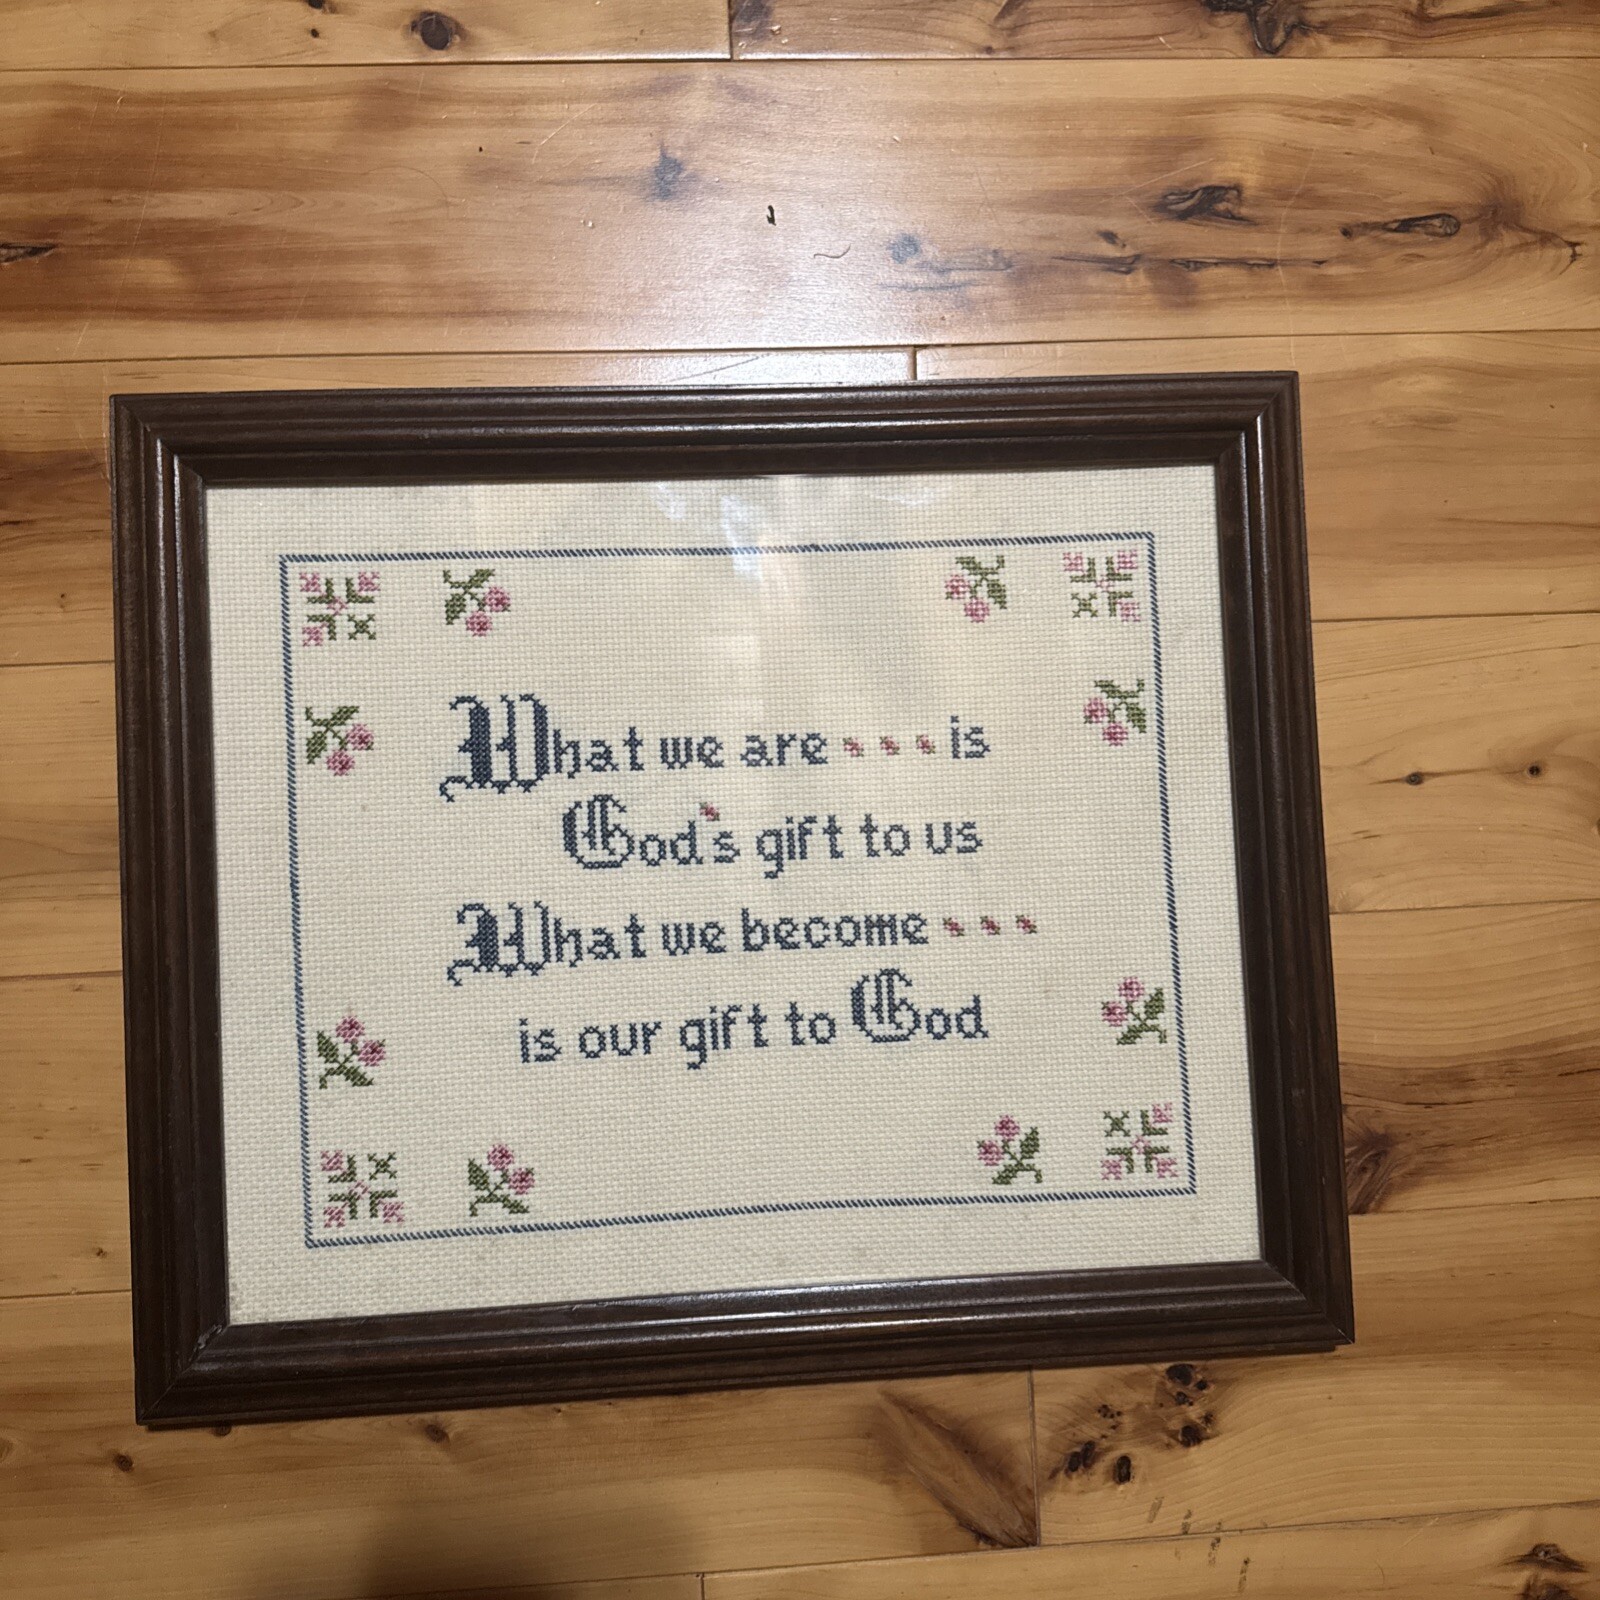 What we are . . . is
God's gift to us
What we become . . .
is our gift to God